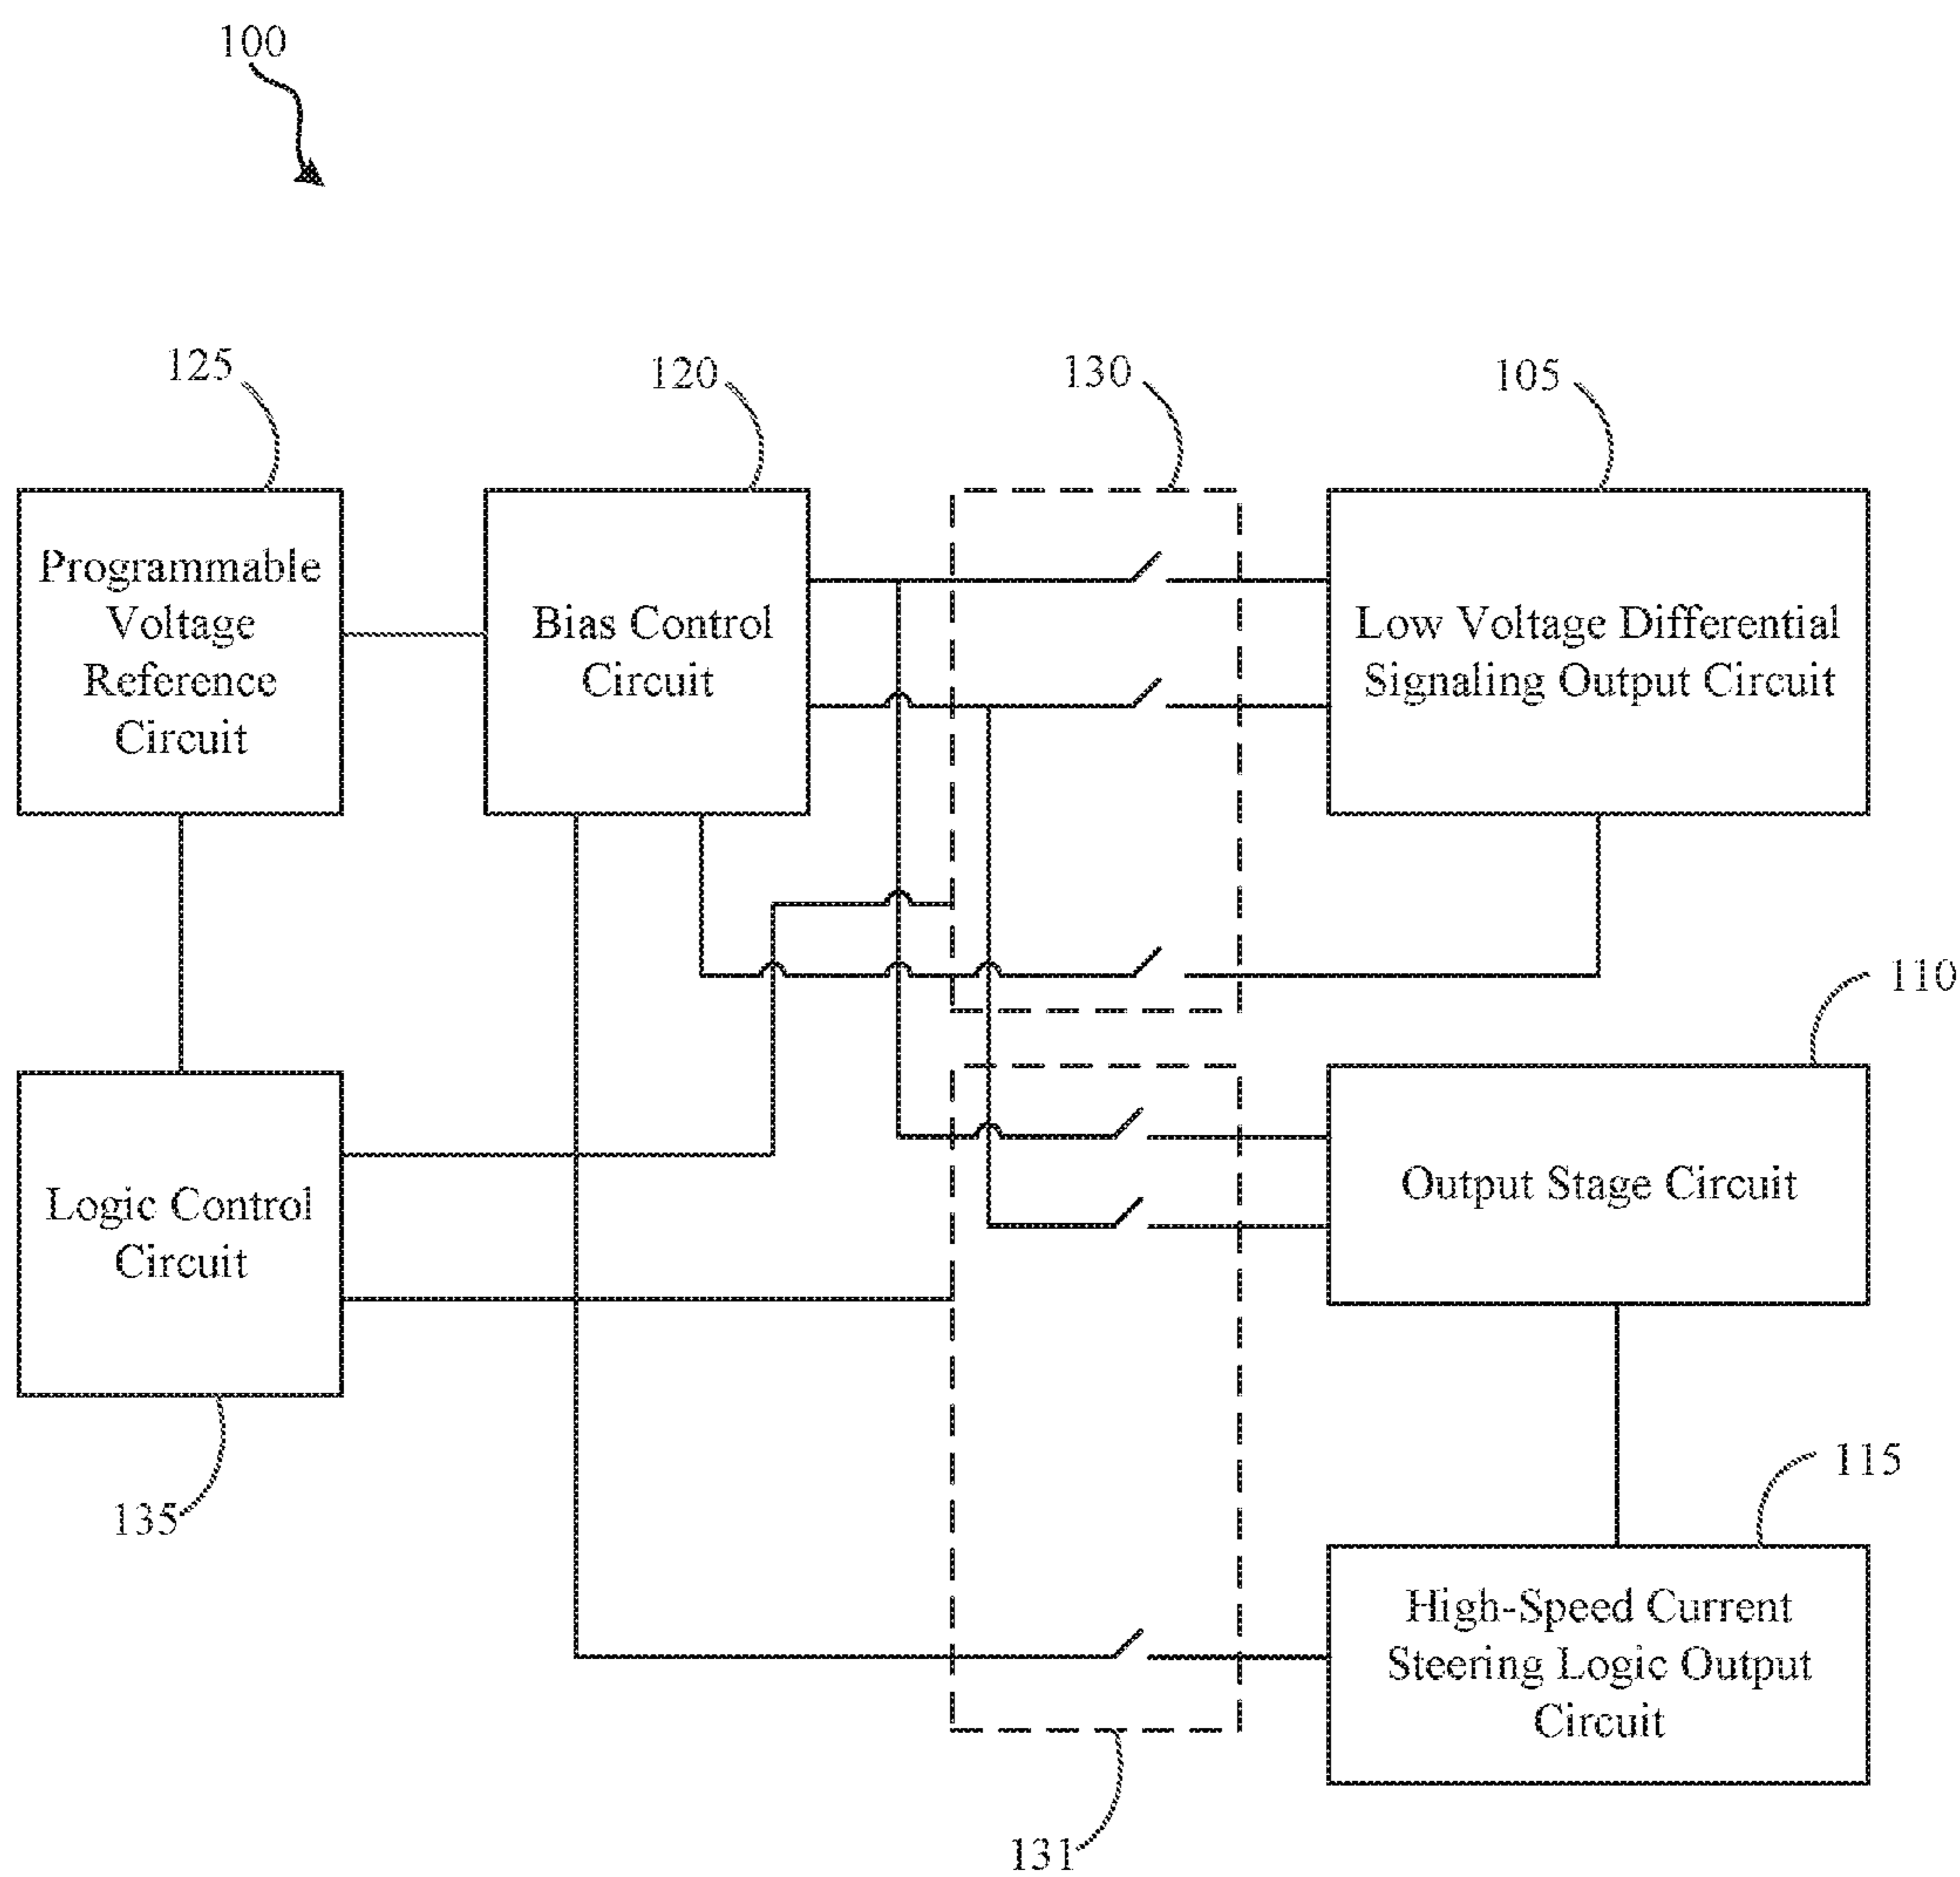 100
125
120
130
105
Programmable
Voltage
Reference
Circuit
Bias Control
Circuit
Low Voltage Differential
Signaling Output Circuit
110
Output Stage Circuit
Logic Control
Circuit
135
115
High-Speed Current
Steering Logic Output
Circuit
131